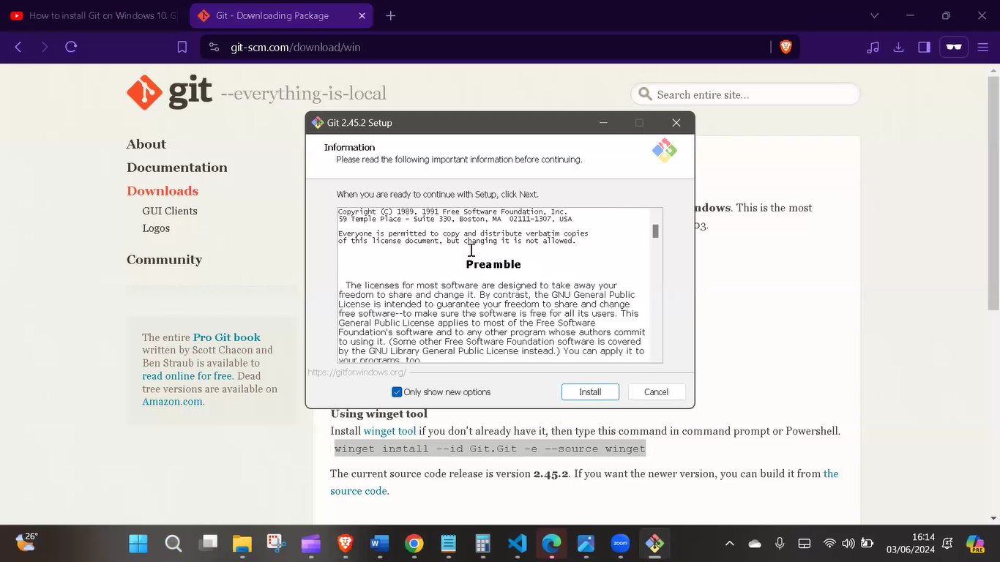 How to install Git on Windows 10. G
Git - Downloading Package
git-scm.com/download/win
git --everything-is-local
Search entire site...
About
Documentation
Downloads
GUI Clients
Logos
Community
The entire Pro Git book
written by Scott Chacon and
Ben Straub is available to
read online for free. Dead
tree versions are available on
Amazon.com.
Git 2.45.2 Setup
Information
Please read the following important information before continuing.
When you are ready to continue with Setup, click Next.
Copyright (C) 1989, 1991 Free Software Foundation, Inc.
59 Temple Place - Suite 330, Boston, MA 02111-1307, USA
Everyone is permitted to copy and distribute verbatim copies
of this license document, but changing it is not allowed.
Preamble
The licenses for most software are designed to take away your
freedom to share and change it. By contrast, the GNU General Public
License is intended to guarantee your freedom to share and change
free software--to make sure the software is free for all its users. This
General Public License applies to most of the Free Software
Foundation's software and to any other program whose authors commit
to using it. (Some other Free Software Foundation software is covered
by the GNU Library General Public License instead.) You can apply it to
your programs, too.
https://gitforwindows.org/
Only show new options
Install
Cancel
ndows. This is the most
03.
Using winget tool
Install winget tool if you don't already have it, then type this command in command prompt or Powershell.
winget install --id Git.Git -e --source winget
The current source code release is version 2.45.2. If you want the newer version, you can build it from the
source code.
26°
zoom
16:14
03/06/2024
PRE